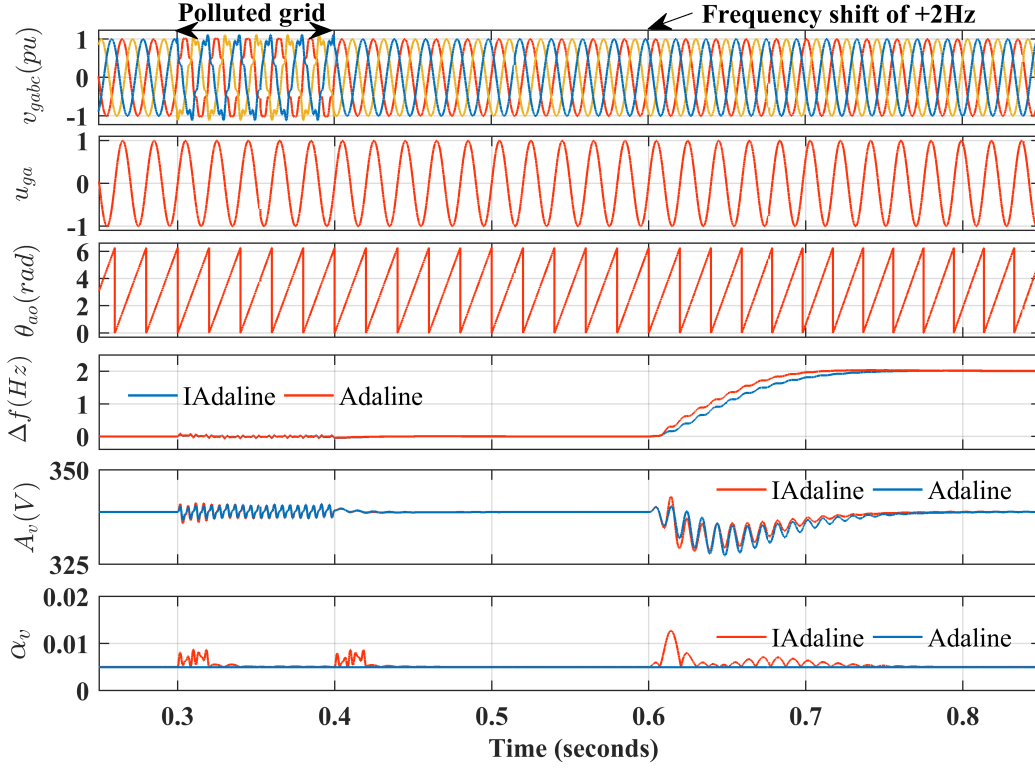 Polluted grid
Frequency shift of +2Hz
v_gabc(pu)
1
0
-1
u_ga
1
0
-1
θ_ao(rad)
6
4
2
0
Δf(Hz)
2
1
0
IAdaline Adaline
A_v(V)
350
325
IAdaline Adaline
α_v
0.02
0.01
0
IAdaline Adaline
0.3 0.4 0.5 0.6 0.7 0.8
Time (seconds)